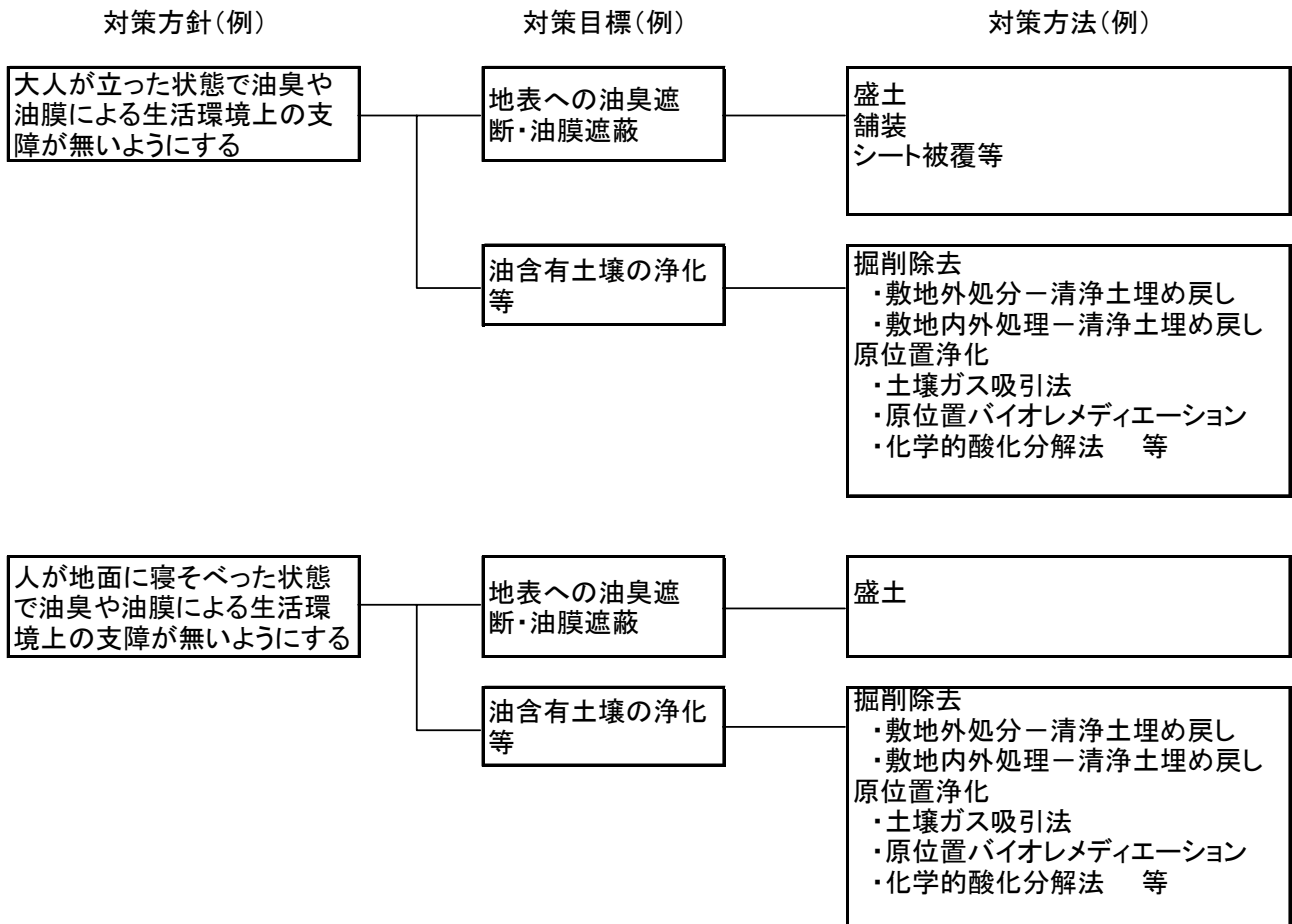 対策方針(例)
対策目標(例)
対策方法(例)
大人が立った状態で油臭や
油膜による生活環境上の支
障が無いようにする
地表への油臭遮
断・油膜遮蔽
盛土
舗装
シート被覆等
油含有土壌の浄化
等
掘削除去
・敷地外処分－清浄土埋め戻し
・敷地内外処理－清浄土埋め戻し
原位置浄化
・土壌ガス吸引法
・原位置バイオレメディエーション
・化学的酸化分解法　等
人が地面に寝そべった状態
で油臭や油膜による生活環
境上の支障が無いようにする
地表への油臭遮
断・油膜遮蔽
盛土
油含有土壌の浄化
等
掘削除去
・敷地外処分－清浄土埋め戻し
・敷地内外処理－清浄土埋め戻し
原位置浄化
・土壌ガス吸引法
・原位置バイオレメディエーション
・化学的酸化分解法　等